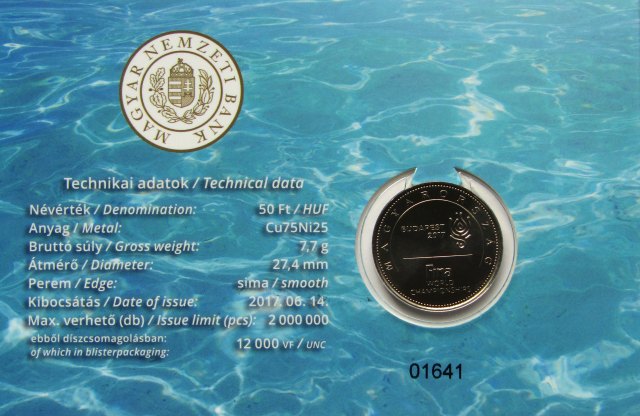 MAGYAR NEMZETI BANK
Technikai adatok / Technical data
Névérték / Denomination: 50 Ft / HUF
Anyag / Metal: Cu75Ni25
Bruttó súly / Gross weight: 7,7 g
Átmérő / Diameter: 27,4 mm
Perem / Edge: sima / smooth
Kibocsátás / Date of issue: 2017. 06. 14.
Max. verhető (db) / Issue limit (pcs): 2 000 000
ebből díszcsomagolásban:
of which in blisterpackaging: 12 000 VF / UNC
MAGYARORSZÁG
BUDAPEST
2017
fina
WORLD
CHAMPIONSHIPS
01641